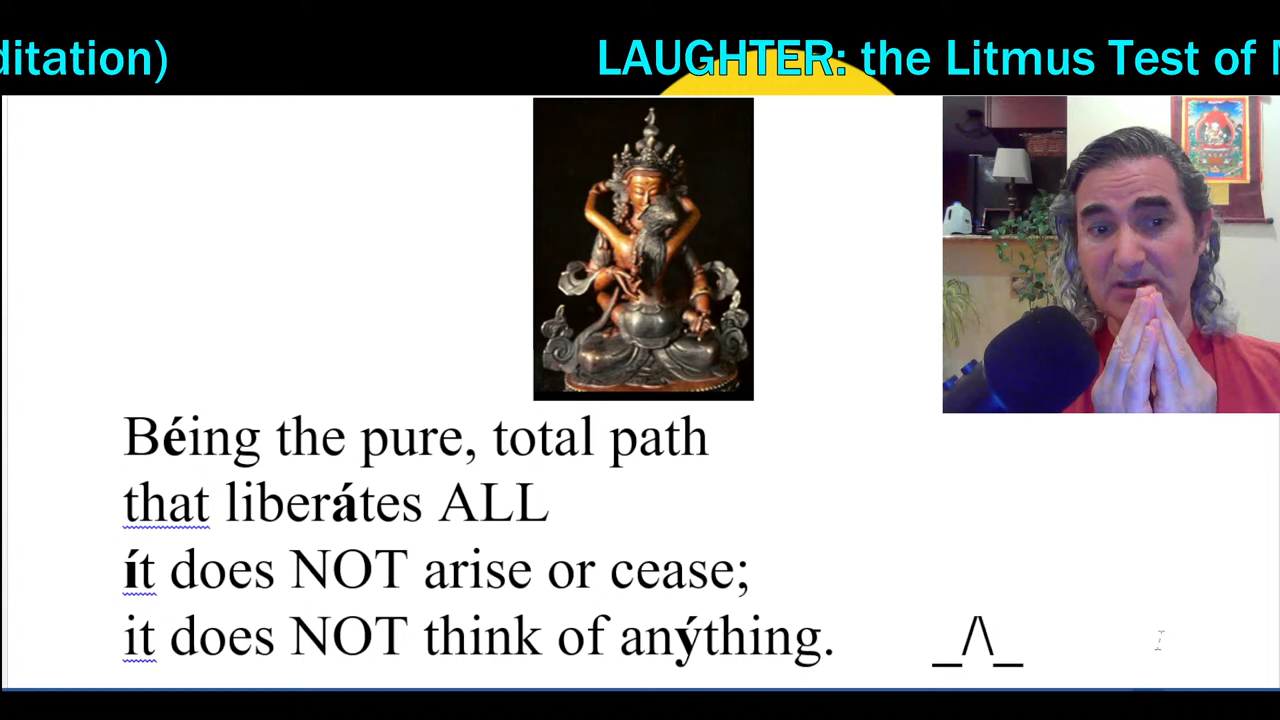 ditation) LAUGHTER: the Litmus Test of
Béing the pure, total path
that liberátes ALL
ít does NOT arise or cease;
it does NOT think of anýthing. _/\_